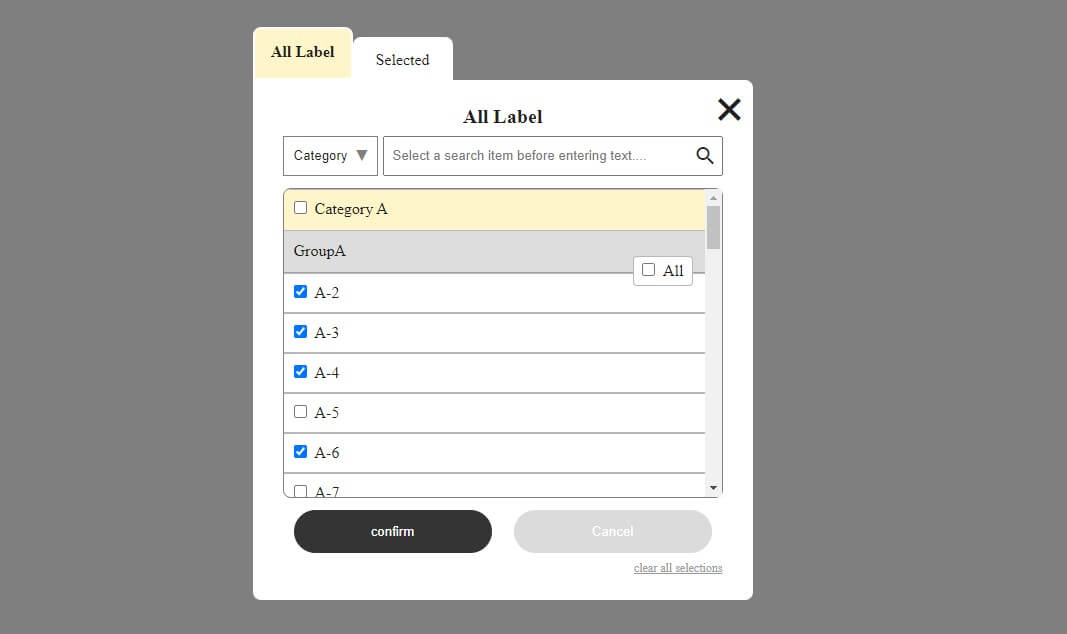 All Label
Selected
All Label
Category ▼ Select a search item before entering text....
Category A
GroupA
All
A-2
A-3
A-4
A-5
A-6
A-7
confirm Cancel
clear all selections